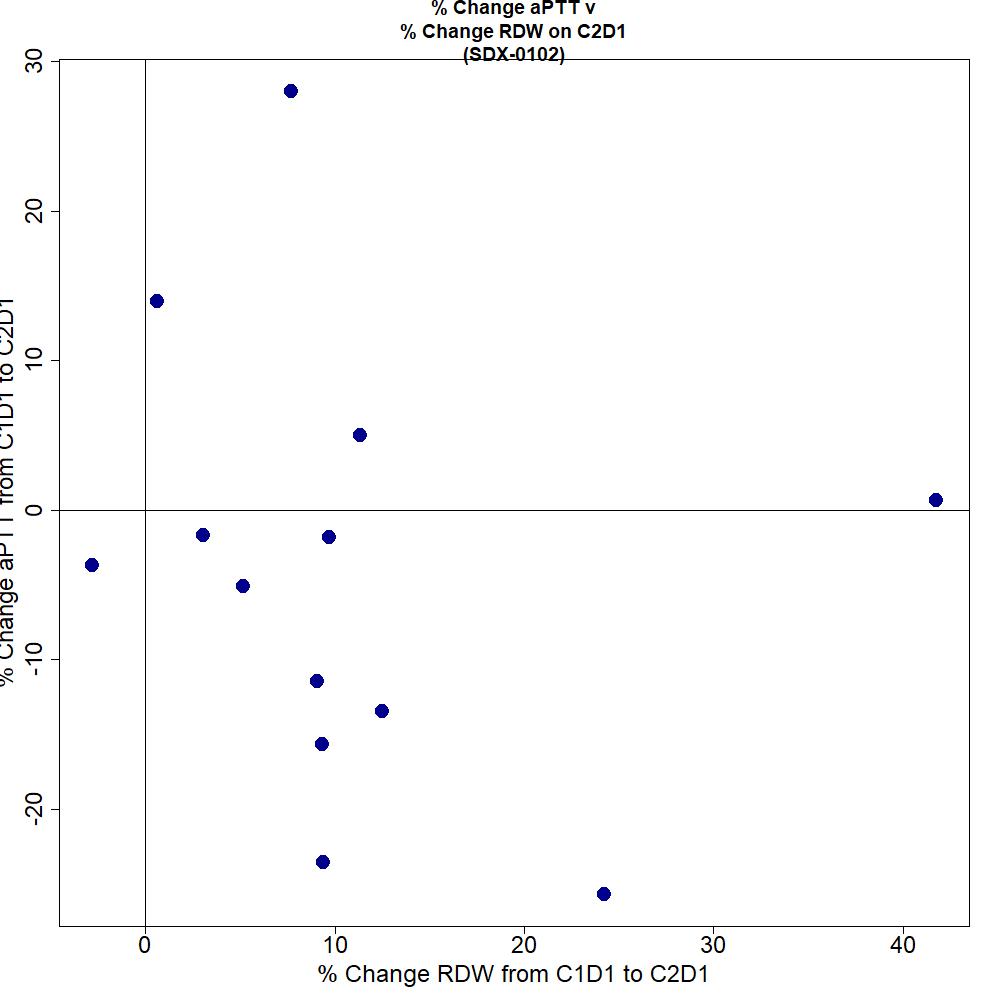 % Change aPTT v
% Change RDW on C2D1
(SDX-0102)
30
20
10
0
-10
-20
% Change aPTT from C1D1 to C2D1
0
10
20
30
40
% Change RDW from C1D1 to C2D1